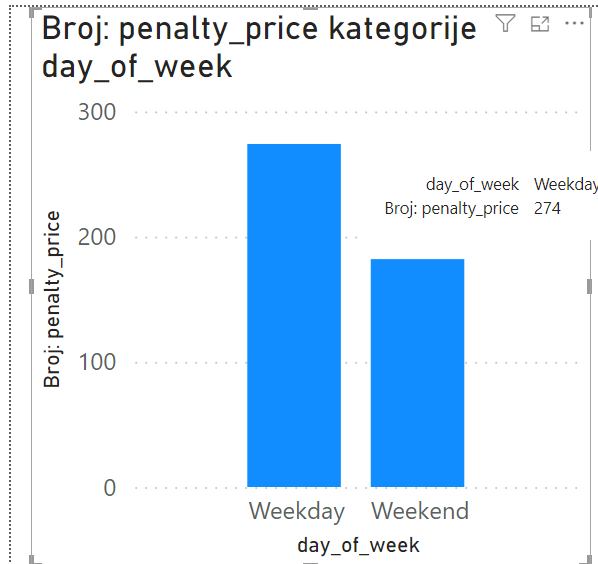 Broj: penalty_price kategorije
day_of_week
300
200
100
0
Broj: penalty_price
day_of_week Weekday
Broj: penalty_price 274
Weekday Weekend
day_of_week